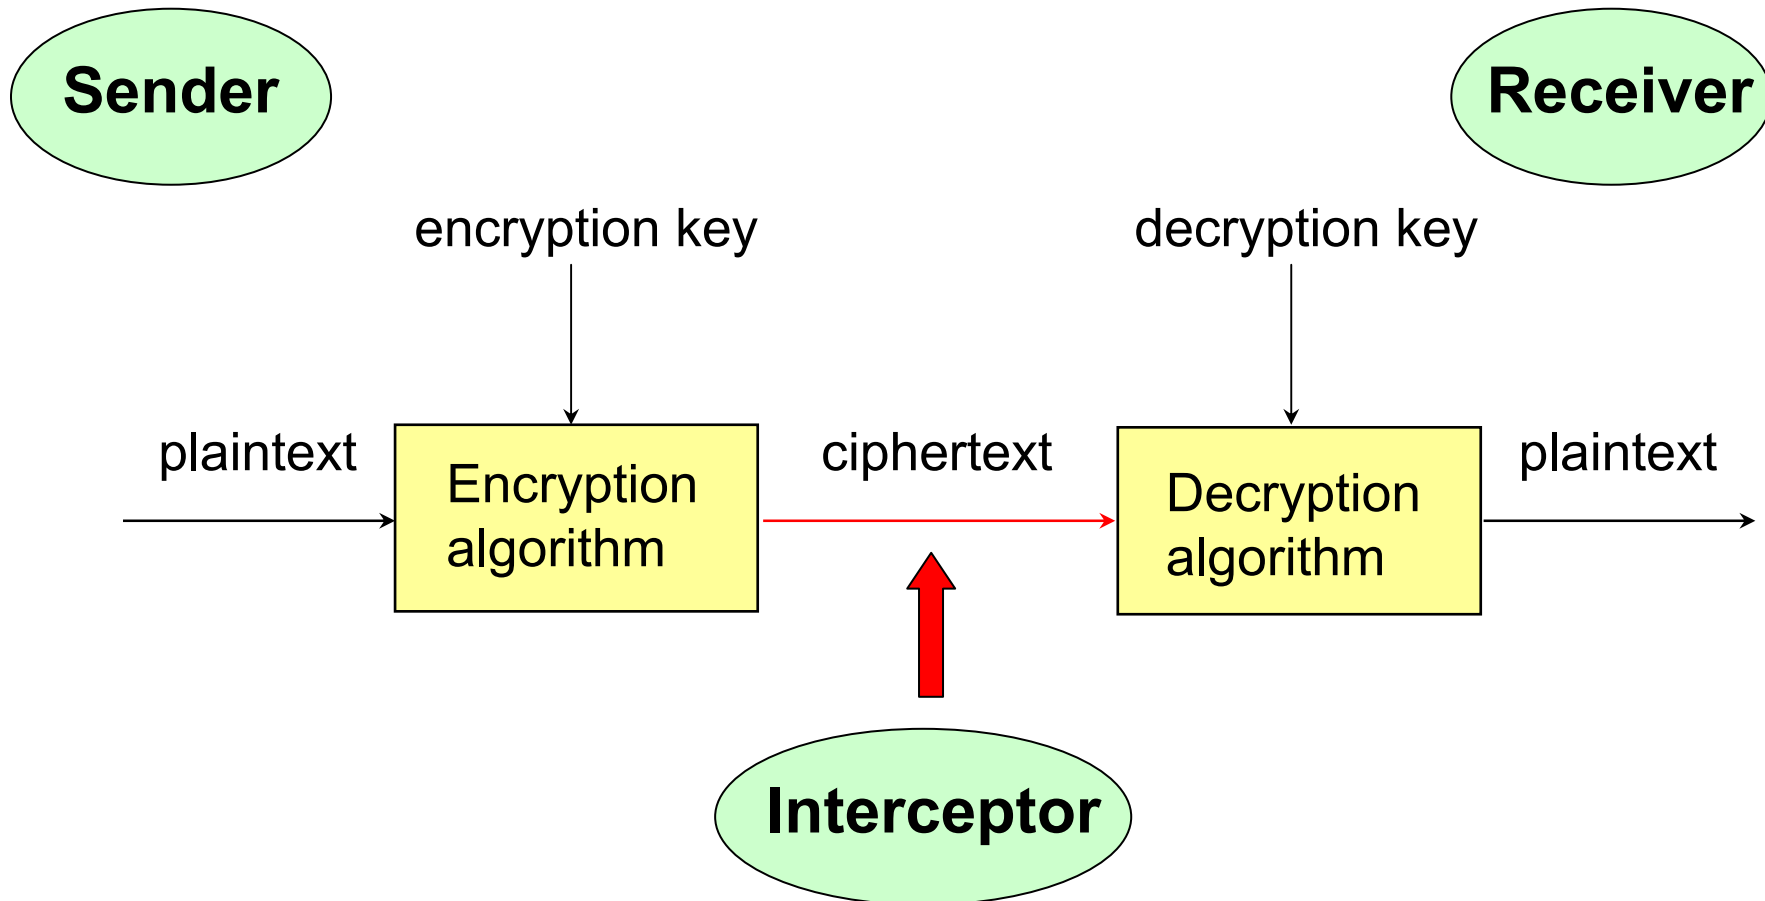 Sender
Receiver
encryption key
decryption key
plaintext
Encryption
algorithm
ciphertext
Decryption
algorithm
plaintext
Interceptor